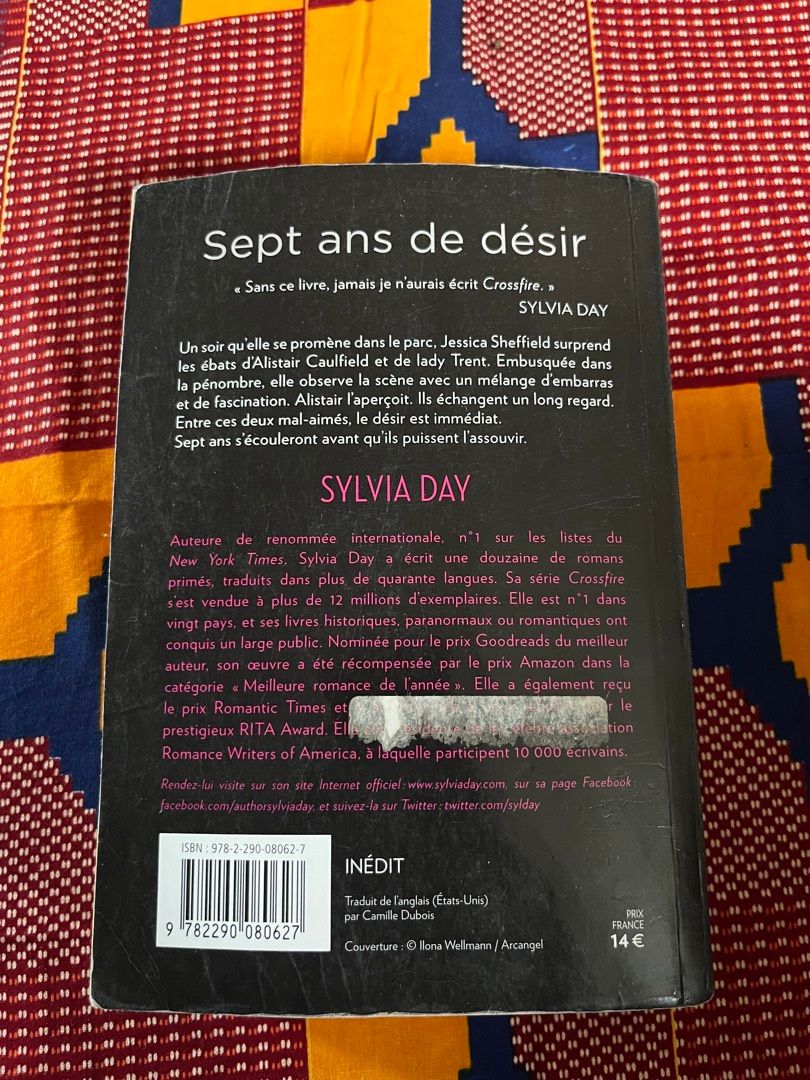 Sept ans de désir
« Sans ce livre, jamais je n'aurais écrit Crossfire. »
SYLVIA DAY
Un soir qu'elle se promène dans le parc, Jessica Sheffield surprend
les ébats d'Alistair Caulfield et de lady Trent. Embusquée dans
la pénombre, elle observe la scène avec un mélange d'embarras
et de fascination. Alistair l'aperçoit. Ils échangent un long regard.
Entre ces deux mal-aimés, le désir est immédiat.
Sept ans s'écouleront avant qu'ils puissent l'assouvir.
SYLVIA DAY
Auteure de renommée internationale, n°1 sur les listes du
New York Times, Sylvia Day a écrit une douzaine de romans
primés, traduits dans plus de quarante langues. Sa série Crossfire
s'est vendue à plus de 12 millions d'exemplaires. Elle est n°1 dans
vingt pays, et ses livres historiques, paranormaux ou romantiques ont
conquis un large public. Nominée pour le prix Goodreads du meilleur
auteur, son œuvre a été récompensée par le prix Amazon dans la
catégorie « Meilleure romance de l'année ». Elle a également reçu
le prix Romantic Times et le
prestigieux RITA Award. de la célèbre association
Romance Writers of America, à laquelle participent 10 000 écrivains.
Rendez-lui visite sur son site Internet officiel : www.sylviaday.com, sur sa page Facebook :
facebook.com/authorsylviaday, et suivez-la sur Twitter : twitter.com/sylday
ISBN : 978-2-290-08062-7
9 782290 080627
INÉDIT
Traduit de l'anglais (États-Unis)
par Camille Dubois
Couverture : © Ilona Wellmann / Arcangel
PRIX
FRANCE
14 €